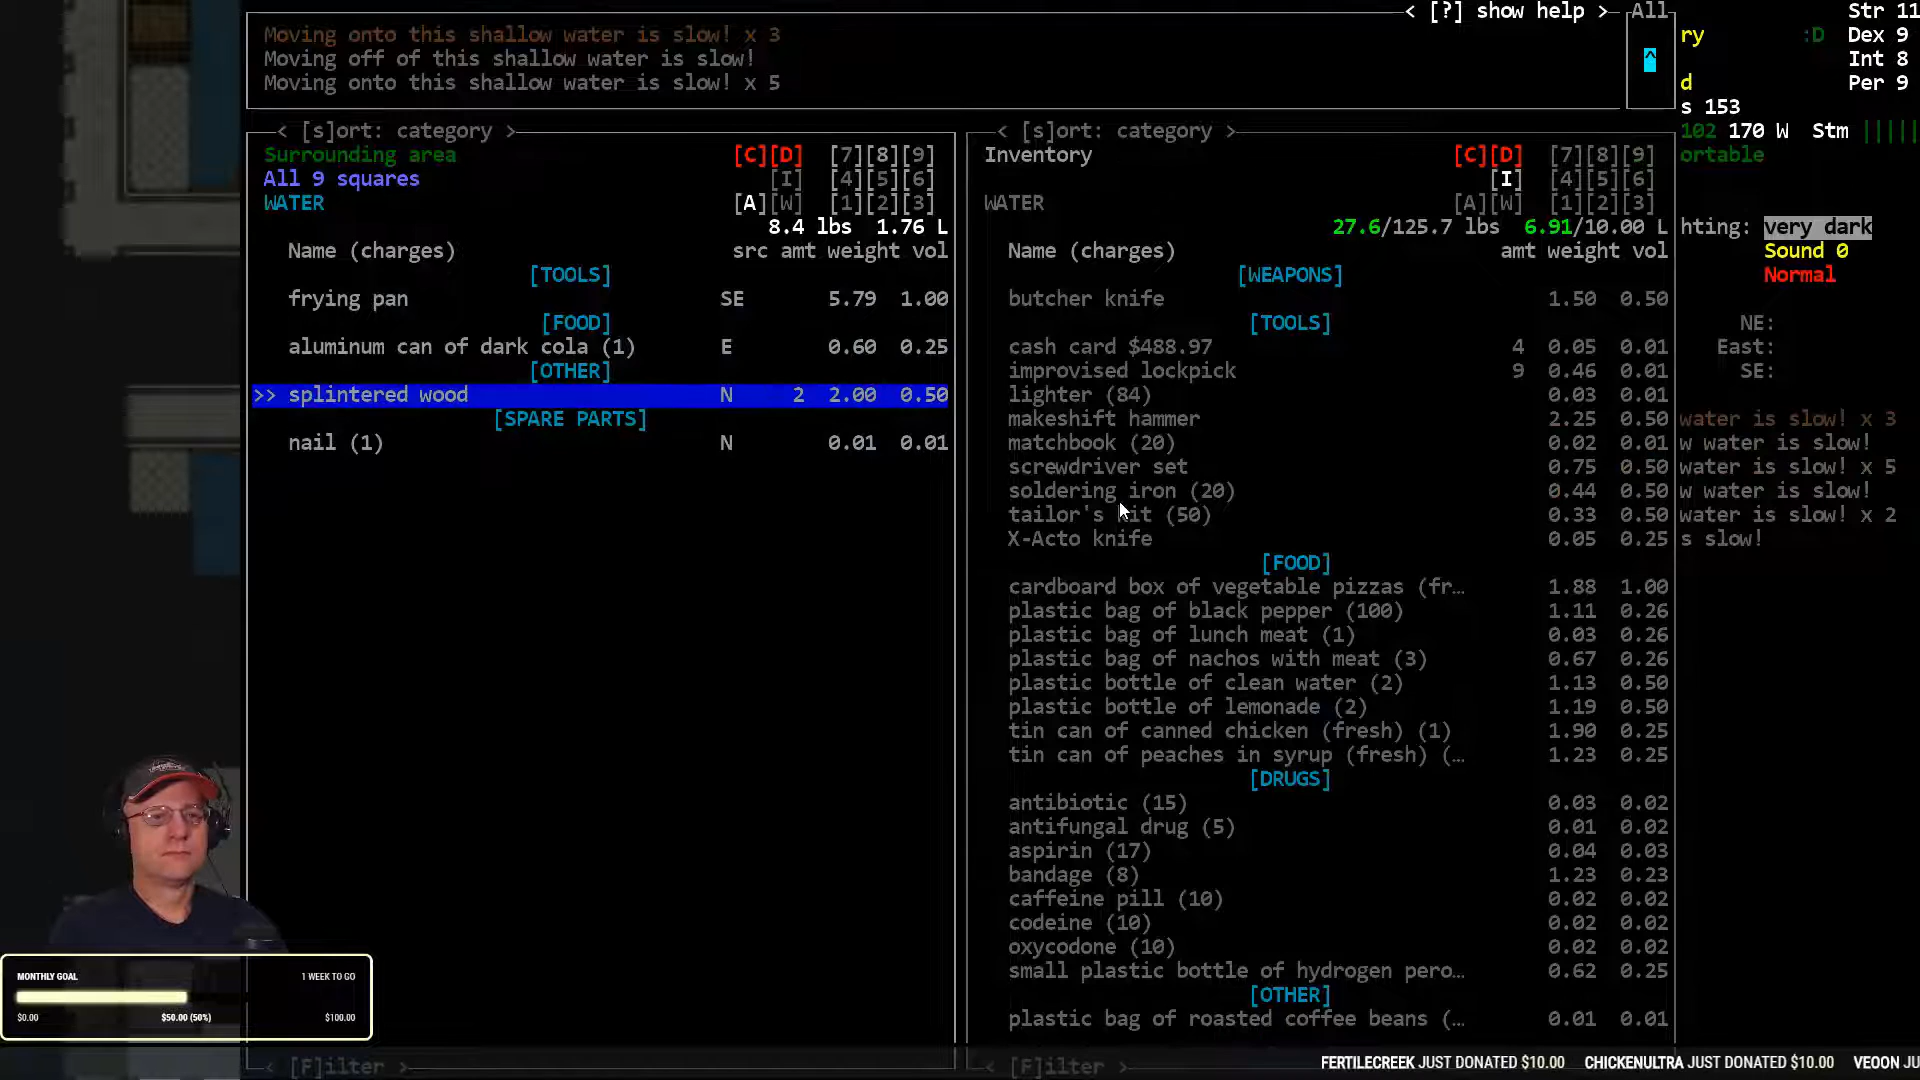 < [?] show help >
All
Str 11
Moving onto this shallow water is slow! x 3
ry :D Dex 9
Moving off of this shallow water is slow!
^
Int 8
Moving onto this shallow water is slow! x 5
d Per 9
s 153
< [s]ort: category >
< [s]ort: category >
102 170 W Stm |||||
Surrounding area [C][D] [7][8][9]
Inventory [C][D] [7][8][9]
ortable
All 9 squares [I] [4][5][6]
[I] [4][5][6]
WATER [A][W] [1][2][3]
WATER [A][W] [1][2][3]
8.4 lbs 1.76 L
27.6/125.7 lbs 6.91/10.00 L
hting: very dark
Name (charges) src amt weight vol
Name (charges) amt weight vol
Sound 0
[TOOLS]
[WEAPONS]
Normal
frying pan SE 5.79 1.00
butcher knife 1.50 0.50
[FOOD]
[TOOLS]
NE:
aluminum can of dark cola (1) E 0.60 0.25
cash card $488.97 4 0.05 0.01
East:
[OTHER]
improvised lockpick 9 0.46 0.01
SE:
>> splintered wood N 2 2.00 0.50
lighter (84) 0.03 0.01
[SPARE PARTS]
makeshift hammer 2.25 0.50
water is slow! x 3
nail (1) N 0.01 0.01
matchbook (20) 0.02 0.01
w water is slow!
screwdriver set 0.75 0.50
water is slow! x 5
soldering iron (20) 0.44 0.50
w water is slow!
tailor's kit (50) 0.33 0.50
water is slow! x 2
X-Acto knife 0.05 0.25
s slow!
[FOOD]
cardboard box of vegetable pizzas (fr… 1.88 1.00
plastic bag of black pepper (100) 1.11 0.26
plastic bag of lunch meat (1) 0.03 0.26
plastic bag of nachos with meat (3) 0.67 0.26
plastic bottle of clean water (2) 1.13 0.50
plastic bottle of lemonade (2) 1.19 0.50
tin can of canned chicken (fresh) (1) 1.90 0.25
tin can of peaches in syrup (fresh) (… 1.23 0.25
[DRUGS]
antibiotic (15) 0.03 0.02
antifungal drug (5) 0.01 0.02
aspirin (17) 0.04 0.03
bandage (8) 1.23 0.23
caffeine pill (10) 0.02 0.02
codeine (10) 0.02 0.02
oxycodone (10) 0.02 0.02
small plastic bottle of hydrogen pero… 0.62 0.25
[OTHER]
plastic bag of roasted coffee beans (… 0.01 0.01
MONTHLY GOAL 1 WEEK TO GO
$0.00 $50.00 (50%) $100.00
< [F]ilter >
< [F]ilter >
FERTILECREEK JUST DONATED $10.00 CHICKENULTRA JUST DONATED $10.00 VEOON JU